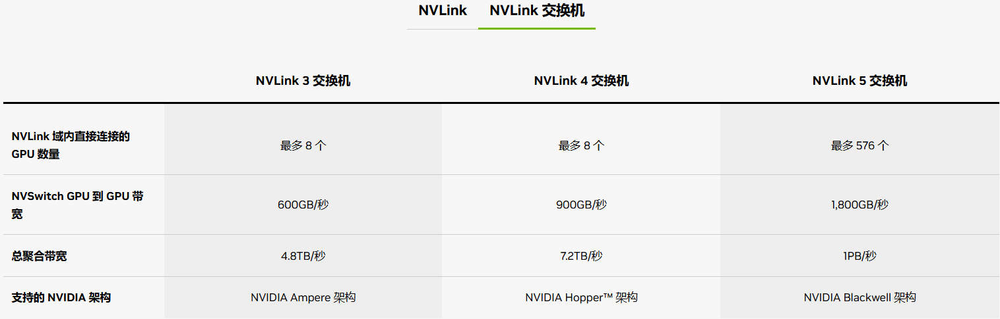 NVLink NVLink 交换机
NVLink 3 交换机 NVLink 4 交换机 NVLink 5 交换机
NVLink 域内直接连接的
GPU 数量
最多 8 个 最多 8 个 最多 576 个
NVSwitch GPU 到 GPU 带
宽
600GB/秒 900GB/秒 1,800GB/秒
总聚合带宽 4.8TB/秒 7.2TB/秒 1PB/秒
支持的 NVIDIA 架构 NVIDIA Ampere 架构 NVIDIA Hopper™ 架构 NVIDIA Blackwell 架构